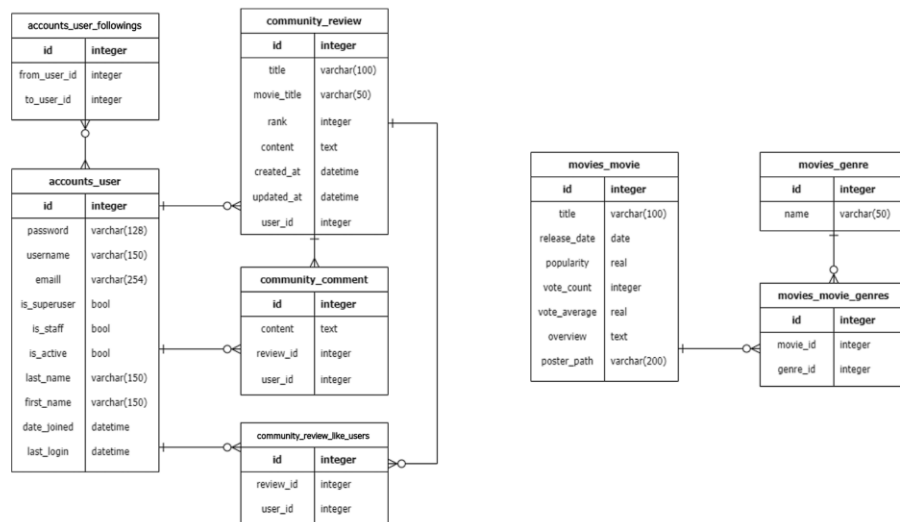 accounts_user_followings
id integer
from_user_id integer
to_user_id integer
accounts_user
id integer
password varchar(128)
username varchar(150)
emaill varchar(254)
is_superuser bool
is_staff bool
is_active bool
last_name varchar(150)
first_name varchar(150)
date_joined datetime
last_login datetime
community_review
id integer
title varchar(100)
movie_title varchar(50)
rank integer
content text
created_at datetime
updated_at datetime
user_id integer
community_comment
id integer
content text
review_id integer
user_id integer
community_review_like_users
id integer
review_id integer
user_id integer
movies_movie
id integer
title varchar(100)
release_date date
popularity real
vote_count integer
vote_average real
overview text
poster_path varchar(200)
movies_genre
id integer
name varchar(50)
movies_movie_genres
id integer
movie_id integer
genre_id integer